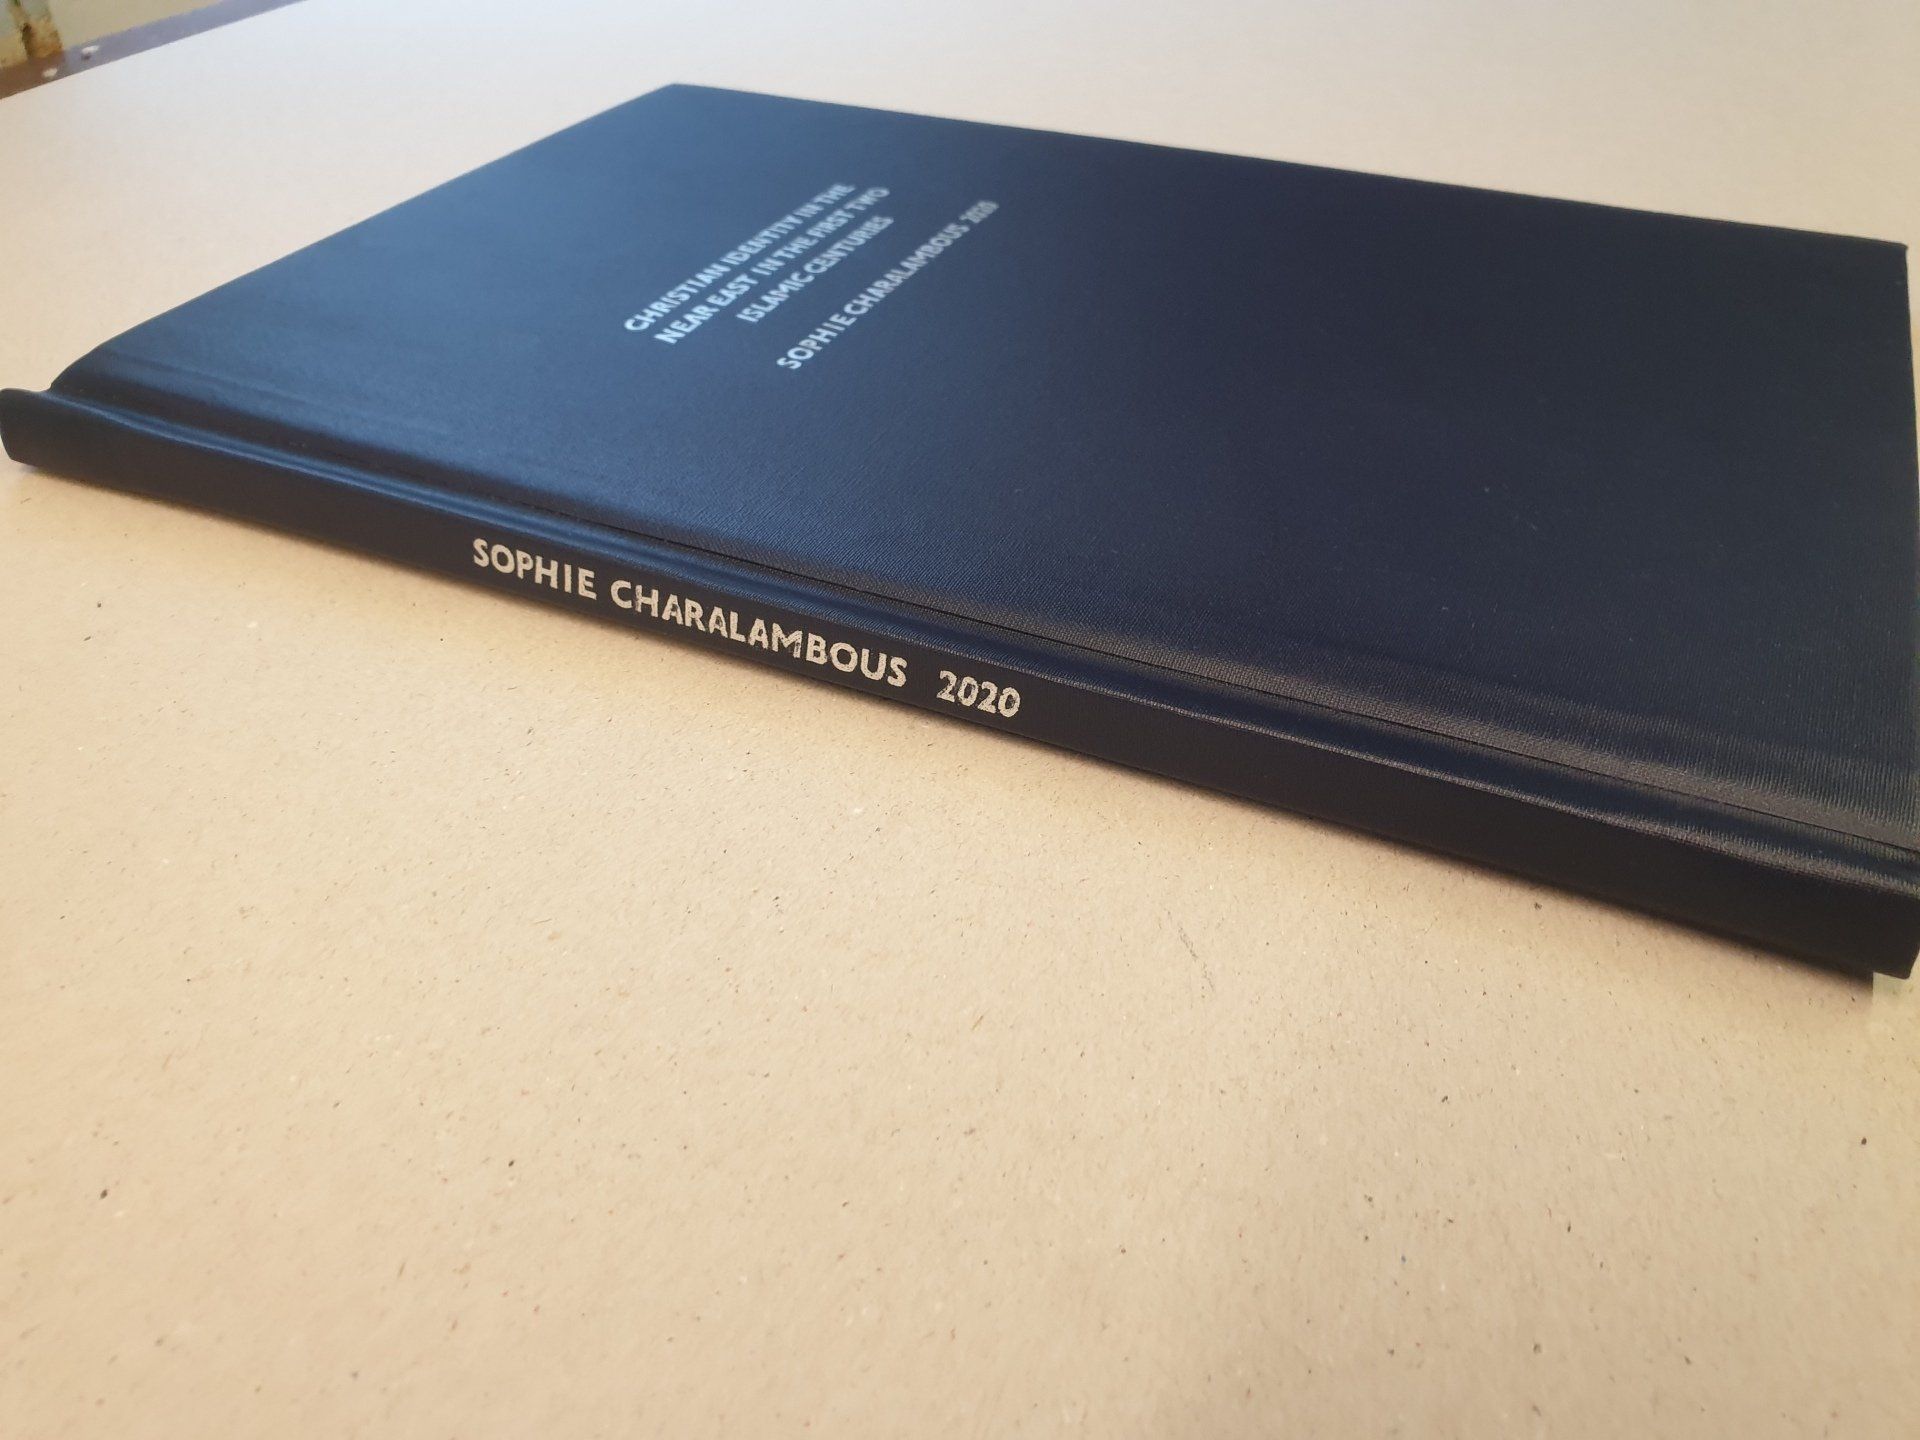 CHRISTIAN IDENTITY IN THE
NEAR EAST IN THE FIRST TWO
ISLAMIC CENTURIES
SOPHIE CHARALAMBOUS 2020
SOPHIE CHARALAMBOUS 2020